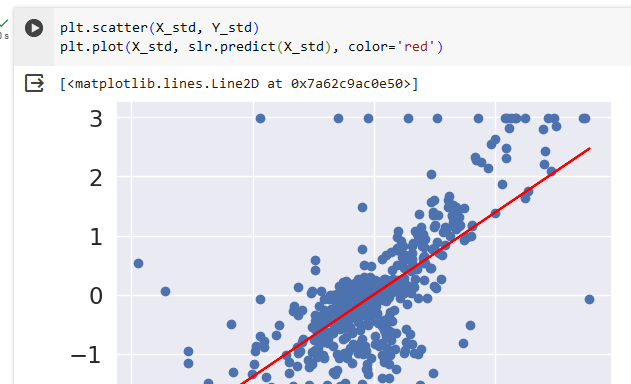 plt.scatter(X_std, Y_std)
0s
plt.plot(X_std, slr.predict(X_std), color='red')
[<matplotlib.lines.Line2D at 0x7a62c9ac0e50>]
3
2
1
0
−1